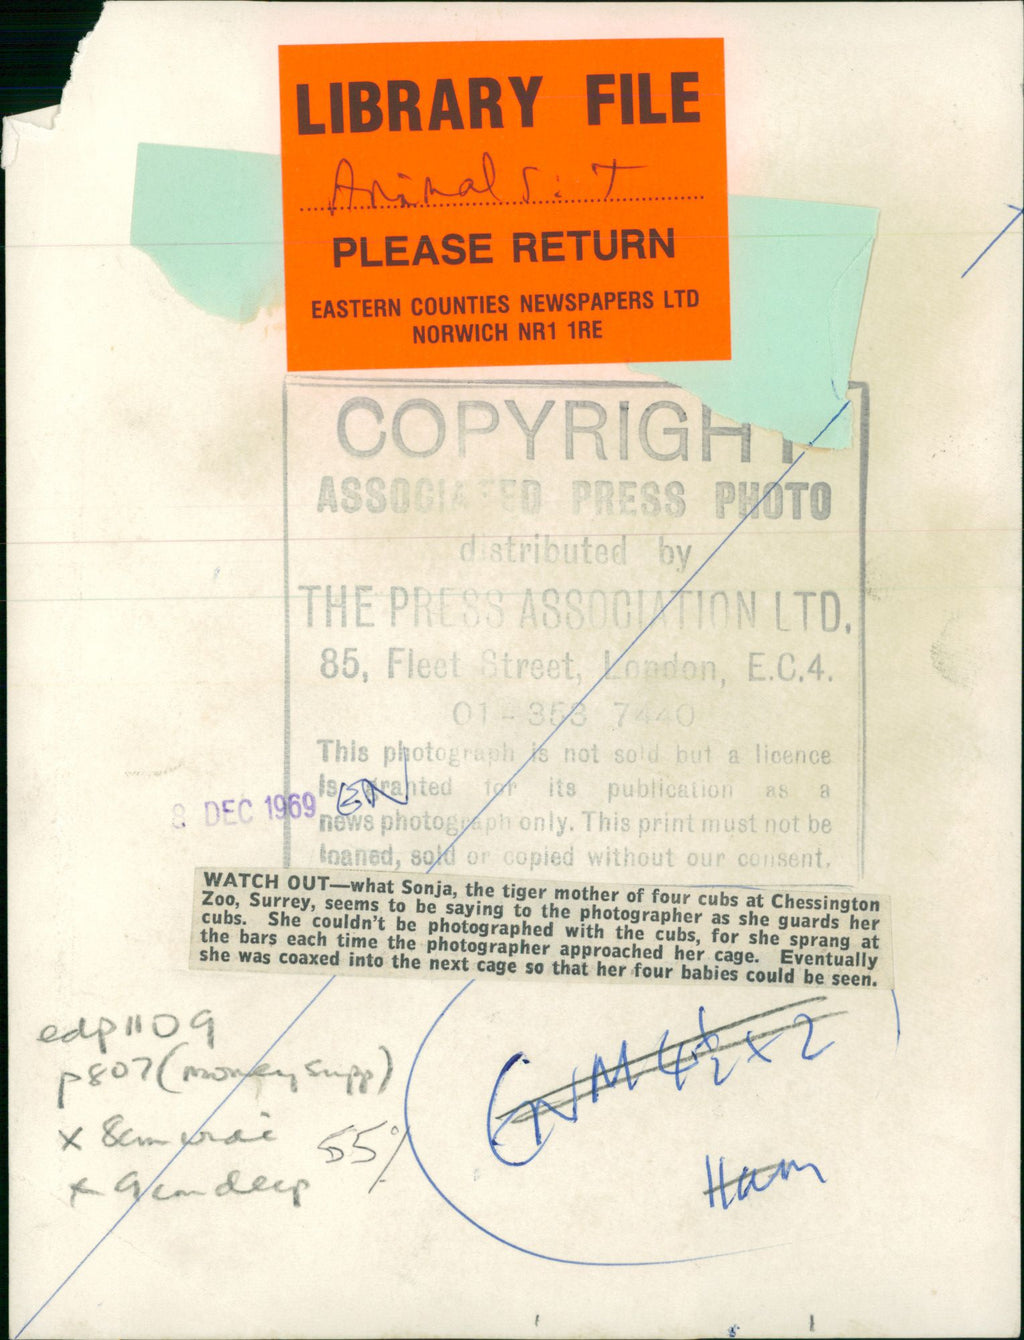 LIBRARY FILE
Animal
PLEASE RETURN
EASTERN COUNTIES NEWSPAPERS LTD
NORWICH NR1 1RE
COPYRIGHT
ASSOCIATED PRESS PHOTO
distributed by
THE PRESS ASSOCIATION LTD.
85, Fleet Street, London, E.C.4.
01-353 7440
This photograph is not sold but a licence
is granted for its publication as a
news photograph only. This print must not be
loaned, sold or copied without our consent.
8 DEC 1969
EN
WATCH OUT—what Sonja, the tiger mother of four cubs at Chessington
Zoo, Surrey, seems to be saying to the photographer as she guards her
cubs. She couldn't be photographed with the cubs, for she sprang at
the bars each time the photographer approached her cage. Eventually
she was coaxed into the next cage so that her four babies could be seen.
edp1109
p807 (money supp)
x 8cm wide
x 9cm deep
55%
4½ x 2
Ham